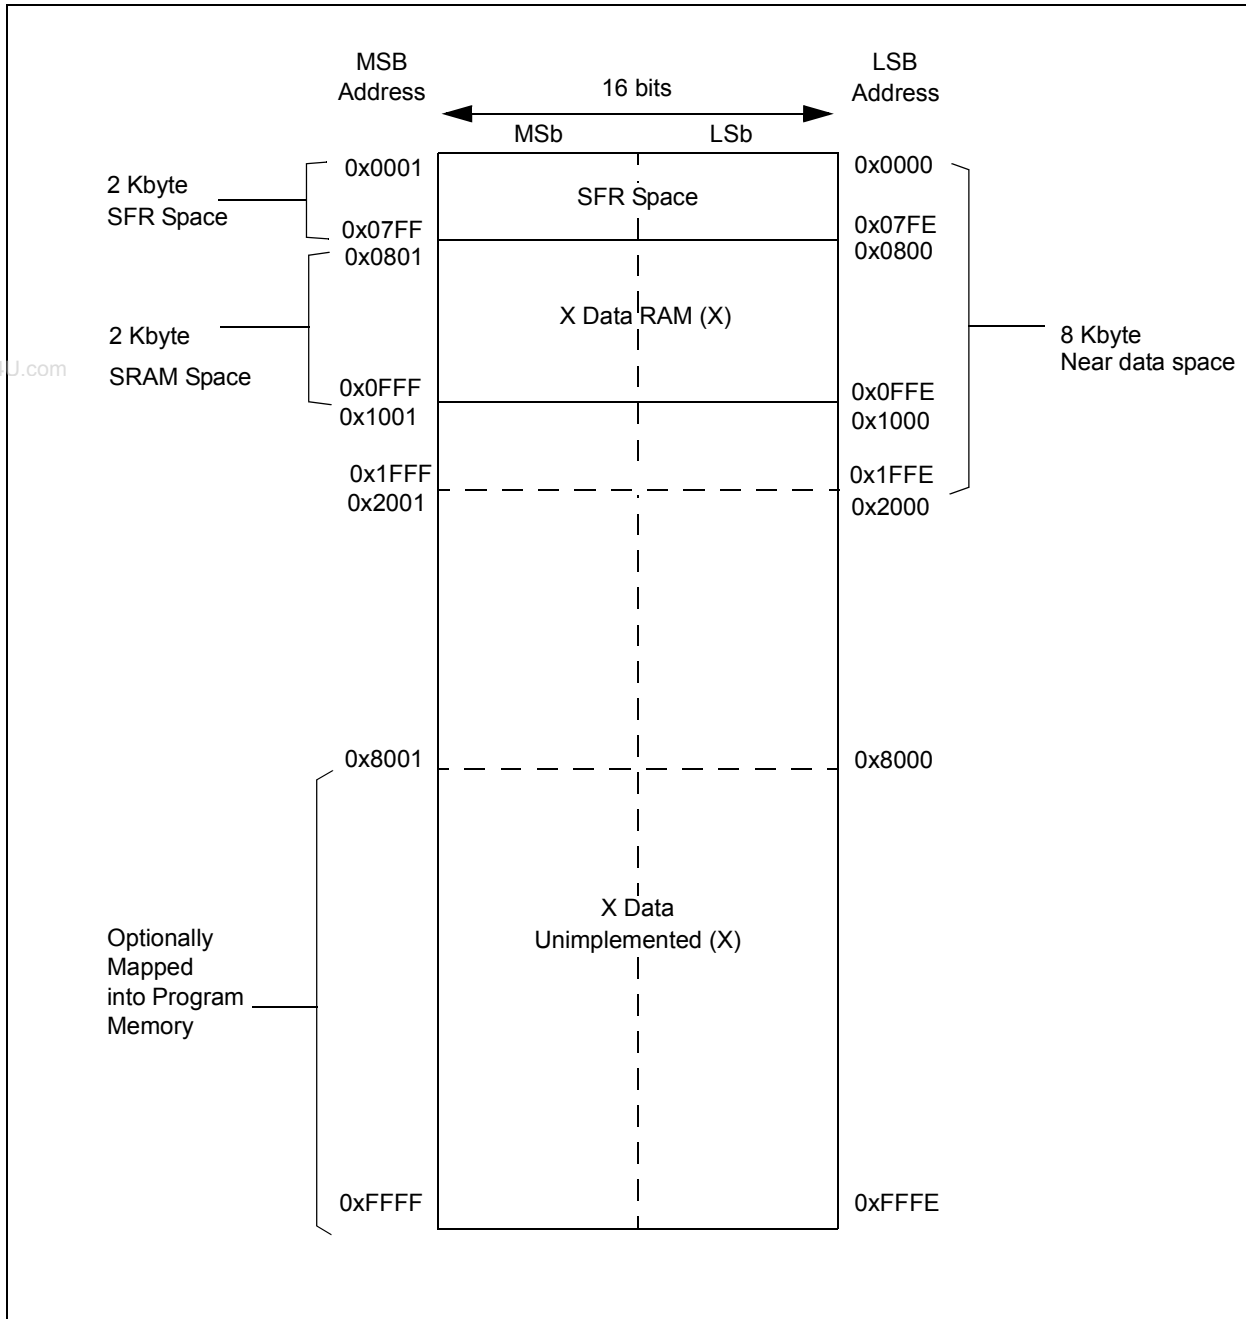 MSB
Address
16 bits
LSB
Address
MSb
LSb
2 Kbyte
SFR Space
0x0001
0x07FF
0x0801
SFR Space
0x0000
0x07FE
0x0800
2 Kbyte
SRAM Space
X Data RAM (X)
8 Kbyte
Near data space
U.com
0x0FFF
0x1001
0x0FFE
0x1000
0x1FFF
0x2001
0x1FFE
0x2000
0x8001
0x8000
X Data
Unimplemented (X)
Optionally
Mapped
into Program
Memory
0xFFFF
0xFFFE